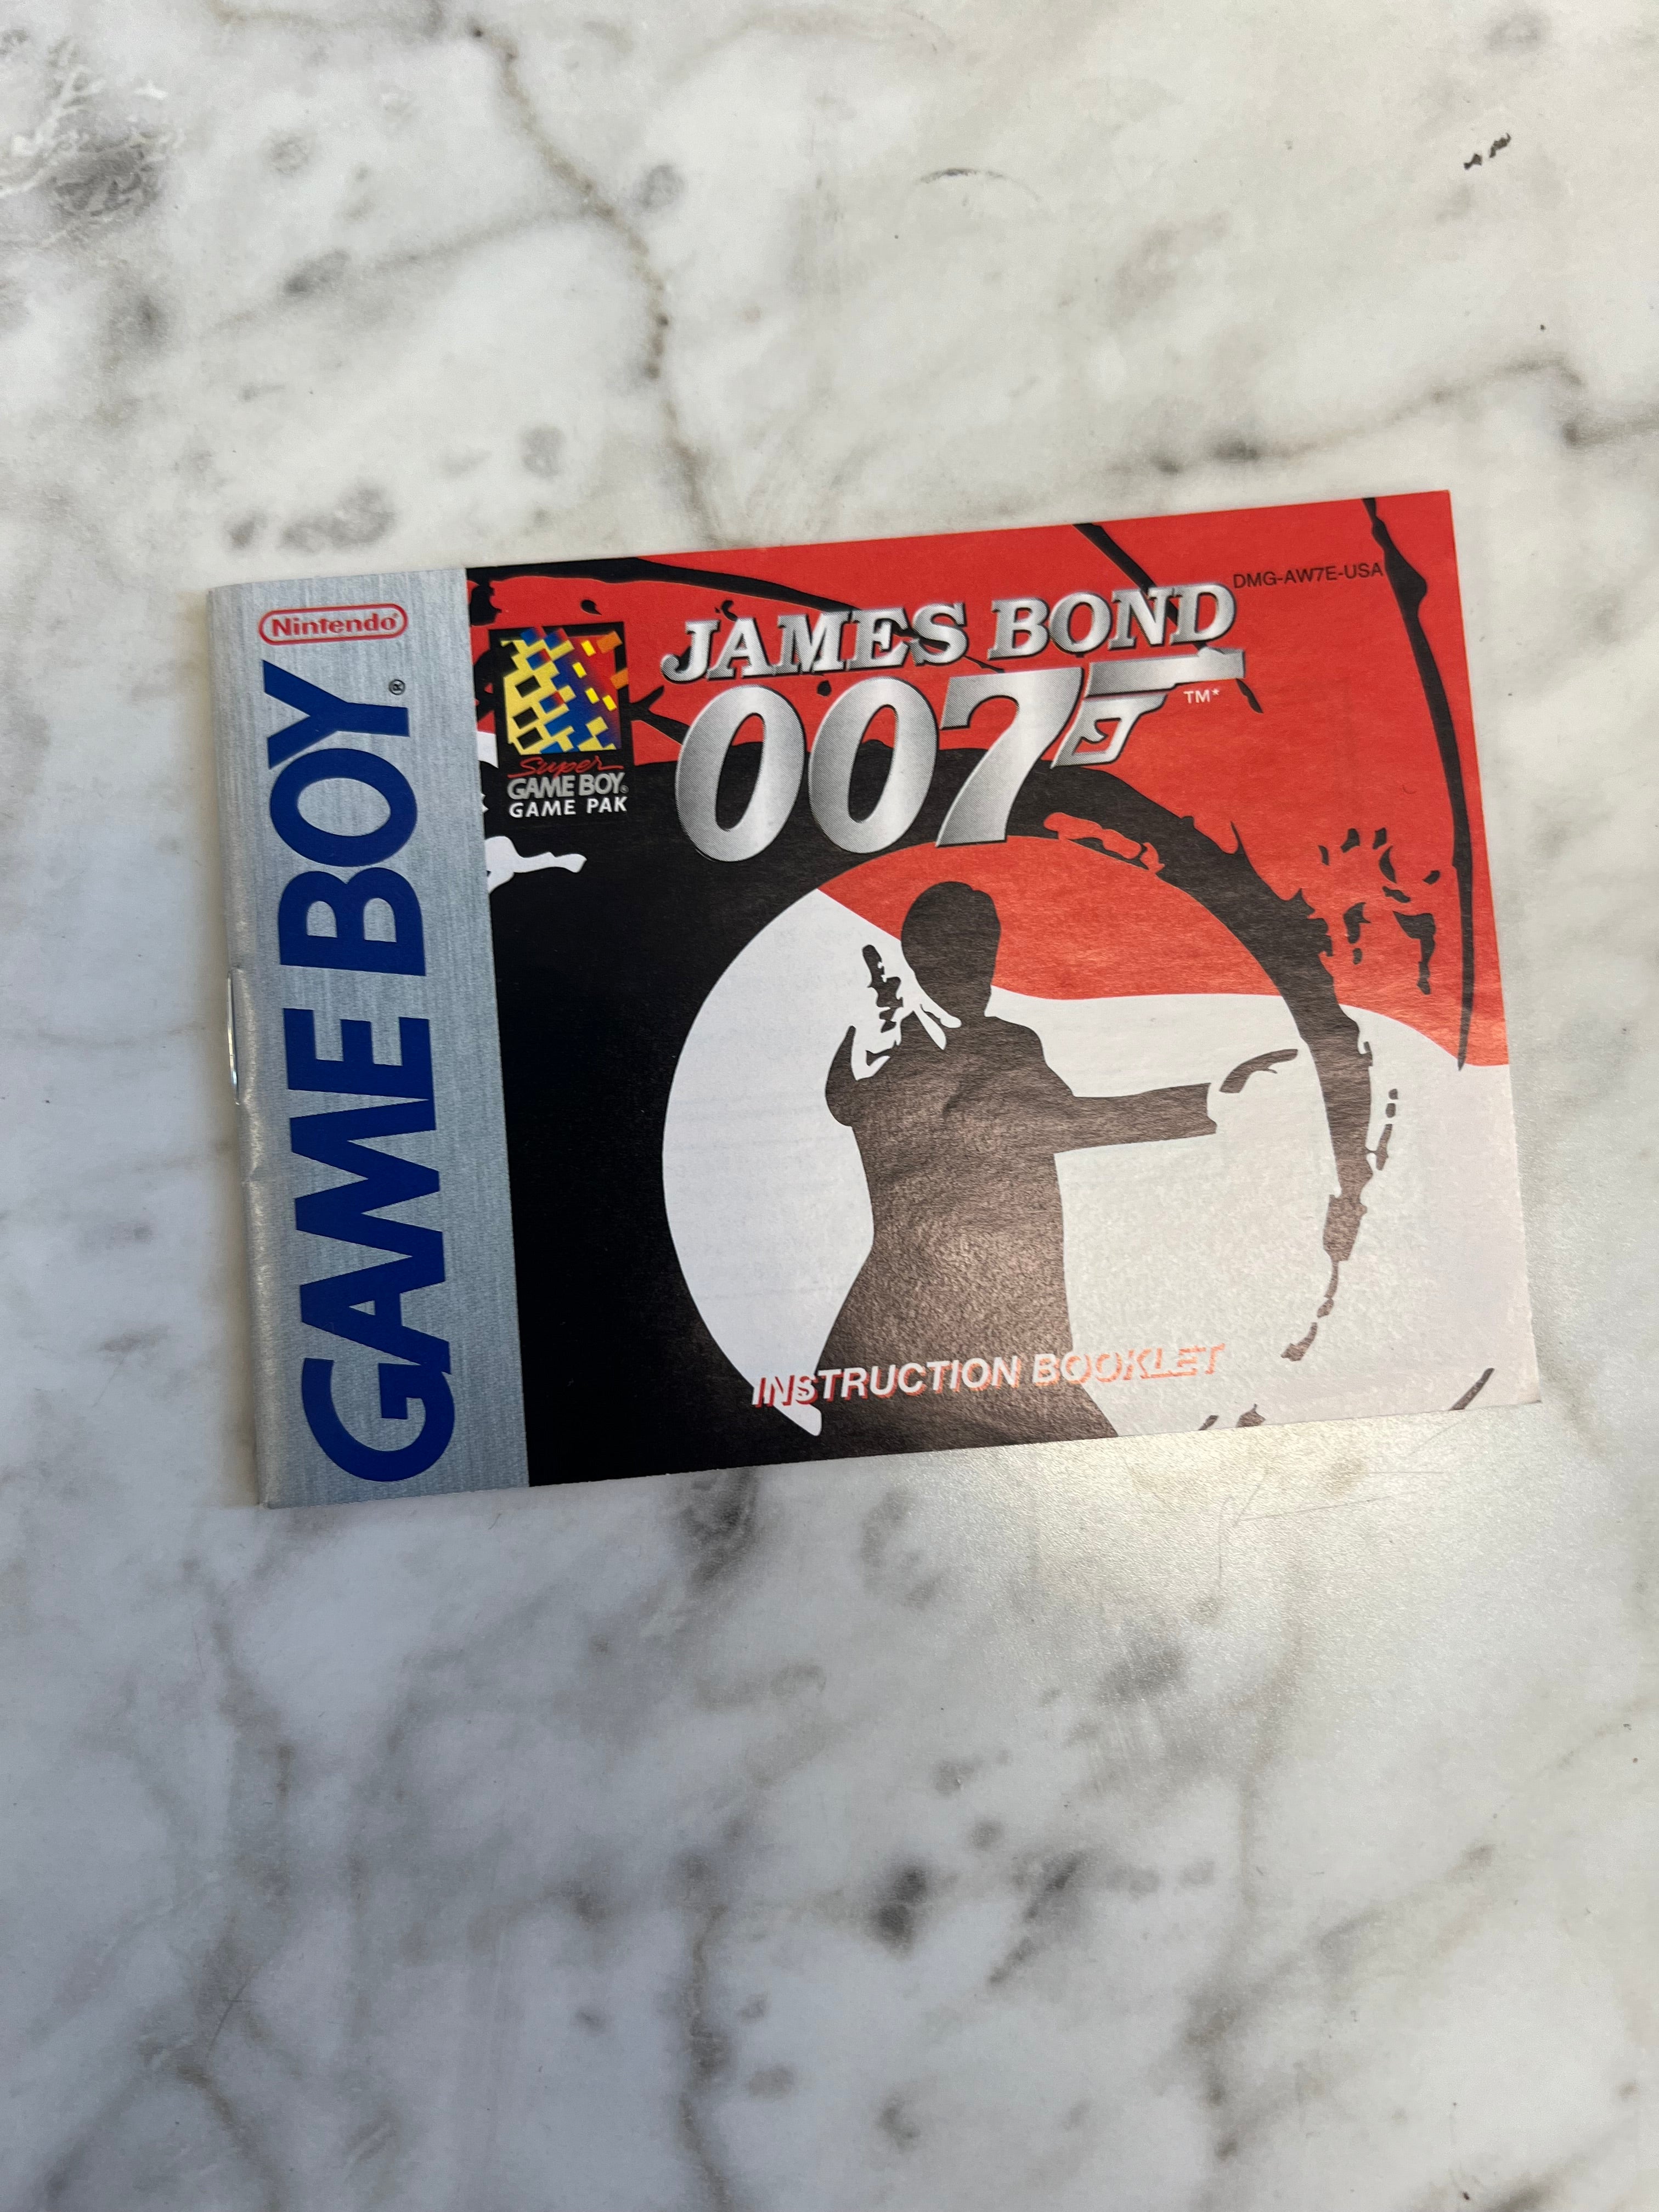 Nintendo®
GAME BOY®
DMG-AW7E-USA
JAMES BOND
007
TM*
Super
GAME BOY®
GAME PAK
INSTRUCTION BOOKLET